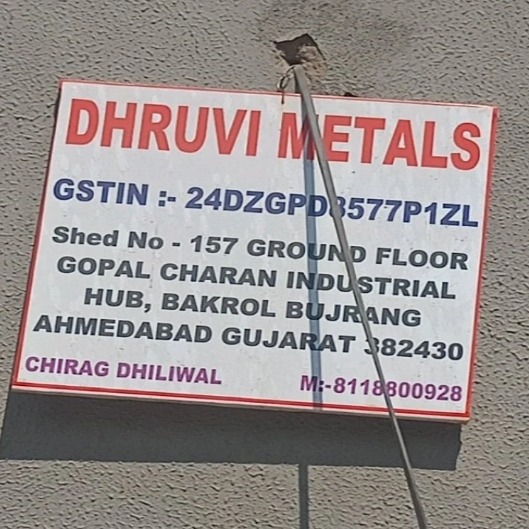 DHRUVI METALS
GSTIN :- 24DZGPD8577P1ZL
Shed No - 157 GROUND FLOOR
GOPAL CHARAN INDUSTRIAL
HUB, BAKROL BUJRANG
AHMEDABAD GUJARAT 382430
CHIRAG DHILIWAL M:-8118800928